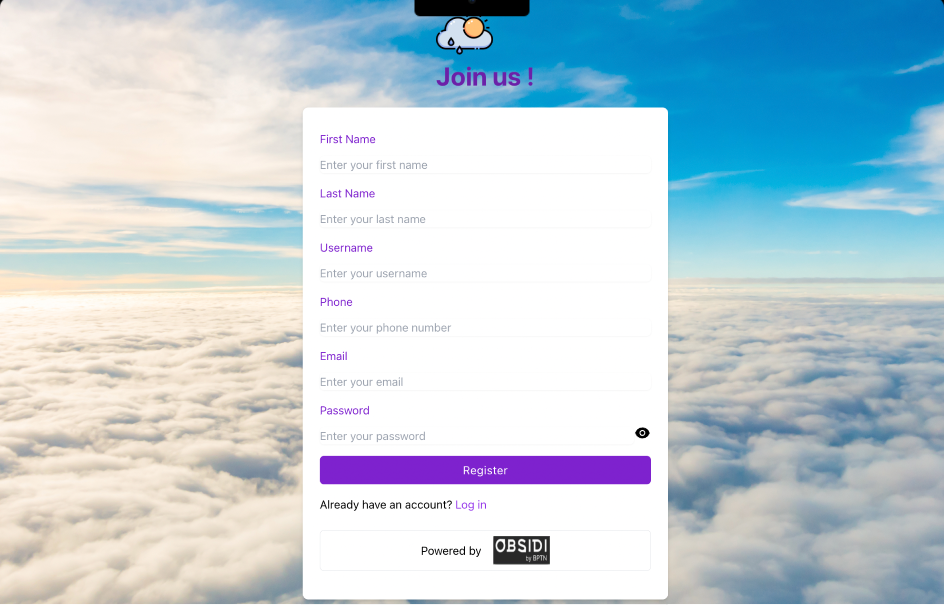 Join us !
First Name
Enter your first name
Last Name
Enter your last name
Username
Enter your username
Phone
Enter your phone number
Email
Enter your email
Password
Enter your password
Register
Already have an account? Log in
Powered by OBSIDI
by BPTN